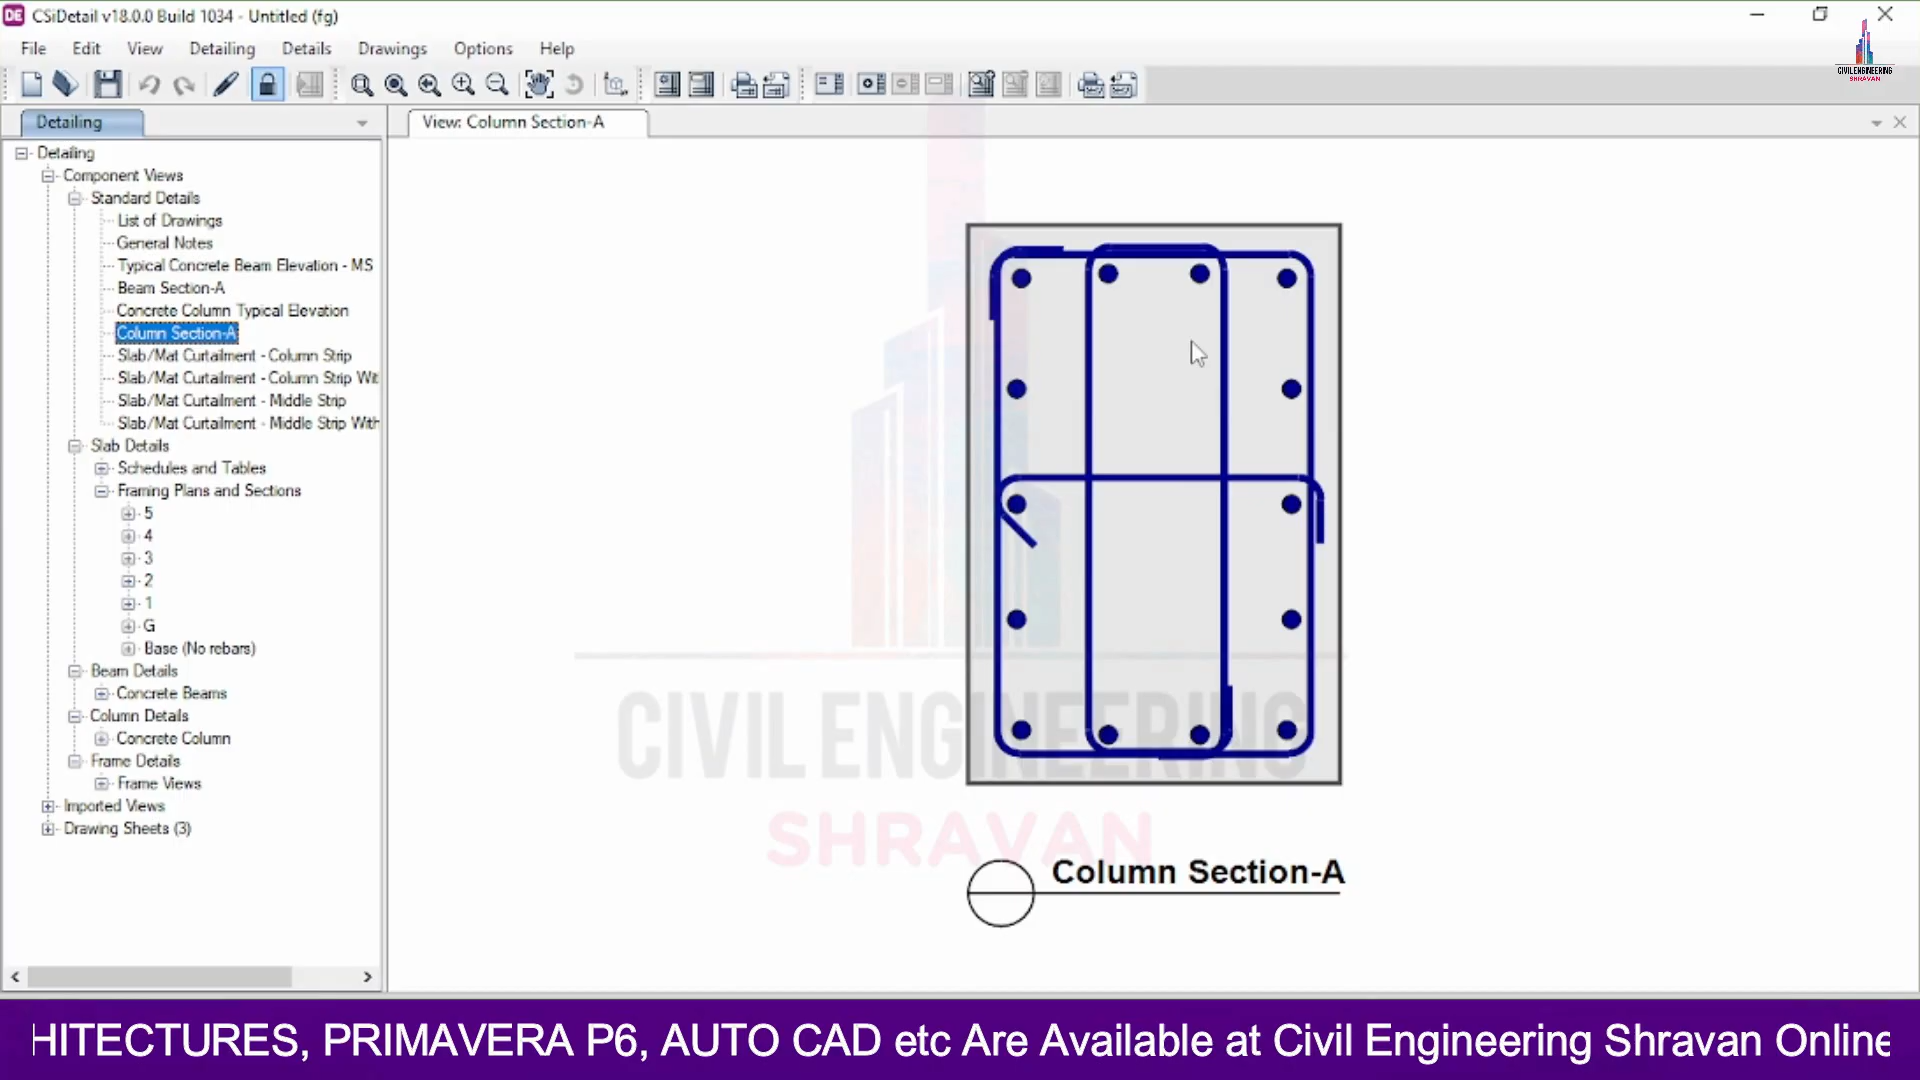 CSiDetail v18.0.0 Build 1034 - Untitled (fg)
File Edit View Detailing Details Drawings Options Help
CIVIL ENGINEERING
SHRAVAN
Detailing
View: Column Section-A
Detailing
Component Views
Standard Details
List of Drawings
General Notes
Typical Concrete Beam Elevation - MS
Beam Section-A
Concrete Column Typical Elevation
Column Section-A
Slab/Mat Curtailment - Column Strip
Slab/Mat Curtailment - Column Strip Wit
Slab/Mat Curtailment - Middle Strip
Slab/Mat Curtailment - Middle Strip With
Slab Details
Schedules and Tables
Framing Plans and Sections
5
4
3
2
1
G
Base (No rebars)
Beam Details
Concrete Beams
Column Details
Concrete Column
Frame Details
Frame Views
Imported Views
Drawing Sheets (3)
CIVIL ENGINEERING
SHRAVAN
Column Section-A
HITECTURES, PRIMAVERA P6, AUTO CAD etc Are Available at Civil Engineering Shravan Online